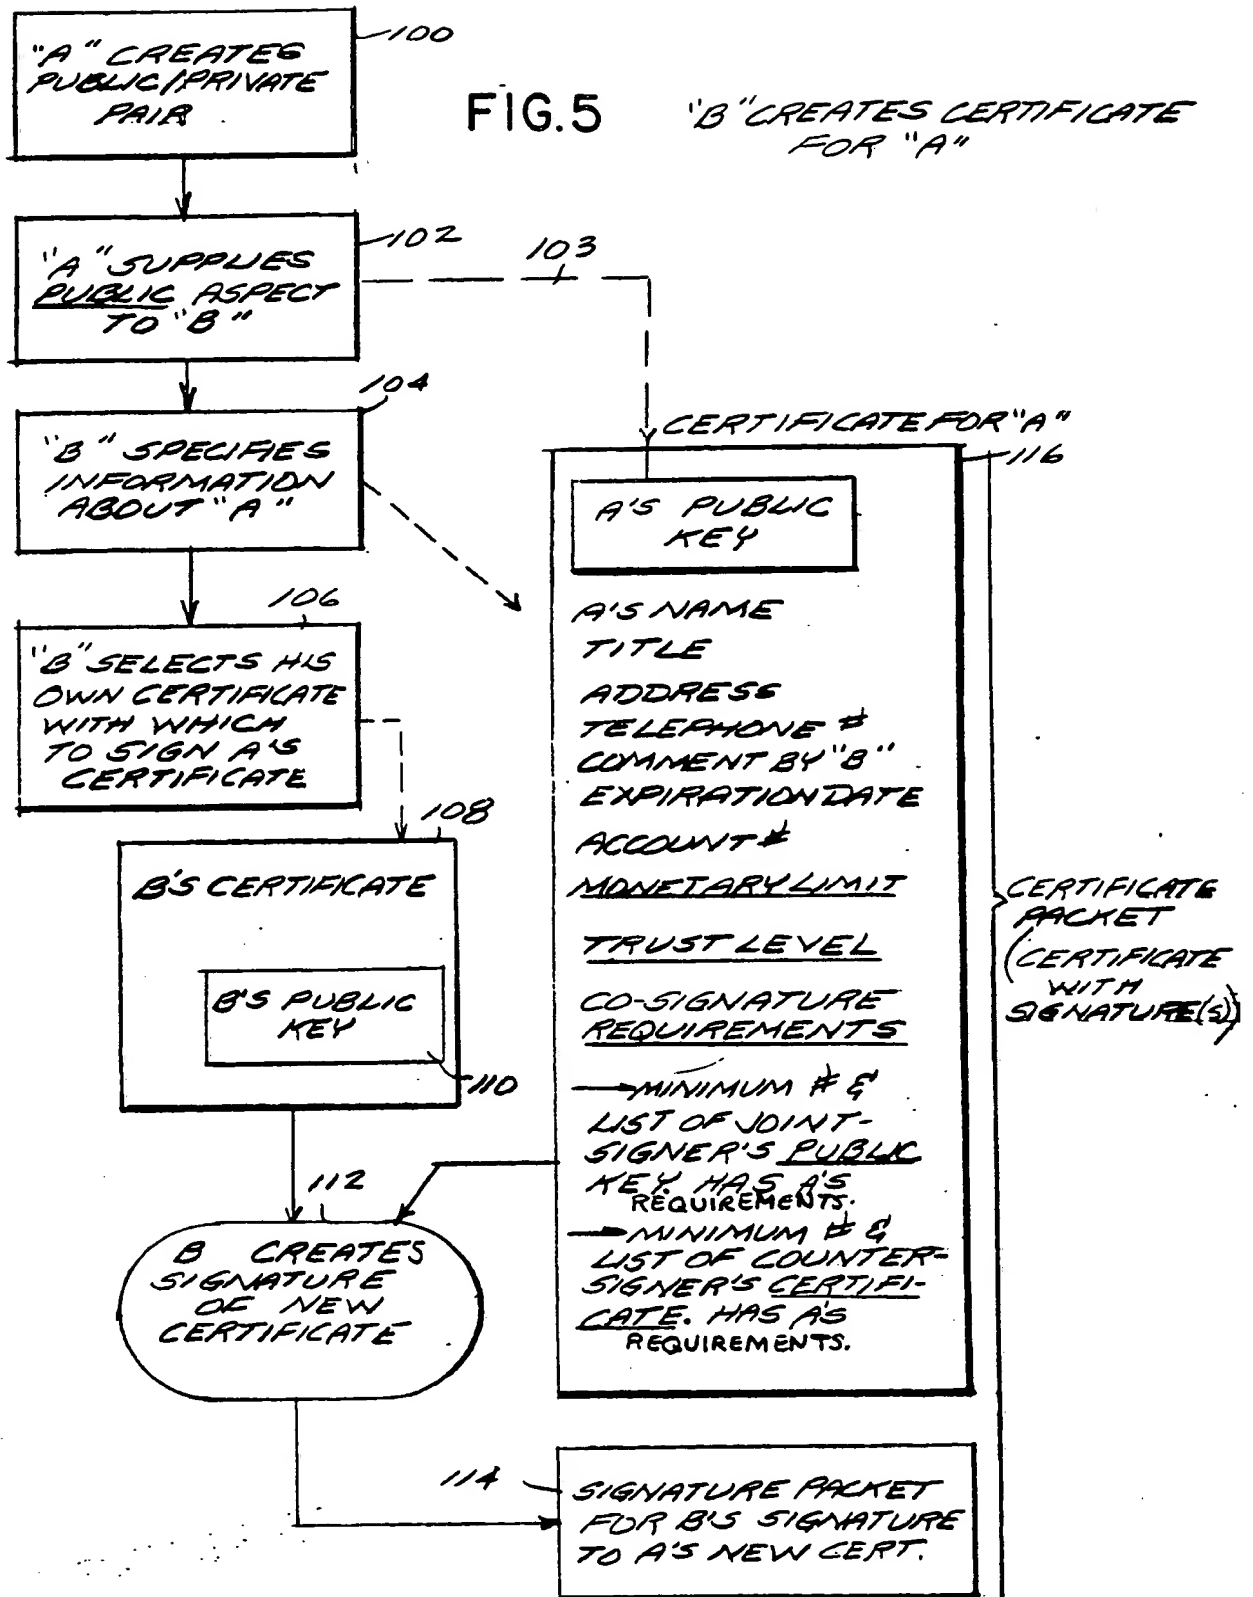 "A" CREATES
PUBLIC/PRIVATE
PAIR
100
FIG.5
"B" CREATES CERTIFICATE
FOR "A"
"A" SUPPLIES
PUBLIC ASPECT
TO "B"
102
103
"B" SPECIFIES
INFORMATION
ABOUT "A"
104
"B" SELECTS HIS
OWN CERTIFICATE
WITH WHICH
TO SIGN A'S
CERTIFICATE
106
108
B'S CERTIFICATE
B'S PUBLIC
KEY
110
112
B CREATES
SIGNATURE
OF NEW
CERTIFICATE
CERTIFICATE FOR "A"
116
A'S PUBLIC
KEY
A'S NAME
TITLE
ADDRESS
TELEPHONE #
COMMENT BY "B"
EXPIRATION DATE
ACCOUNT #
MONETARY LIMIT
TRUST LEVEL
CO-SIGNATURE
REQUIREMENTS
→MINIMUM # &
LIST OF JOINT-
SIGNER'S PUBLIC
KEY. HAS A'S
REQUIREMENTS.
→MINIMUM # &
LIST OF COUNTER-
SIGNER'S CERTIFI-
CATE. HAS A'S
REQUIREMENTS.
CERTIFICATE
PACKET
(CERTIFICATE
WITH
SIGNATURE(S))
114
SIGNATURE PACKET
FOR B'S SIGNATURE
TO A'S NEW CERT.